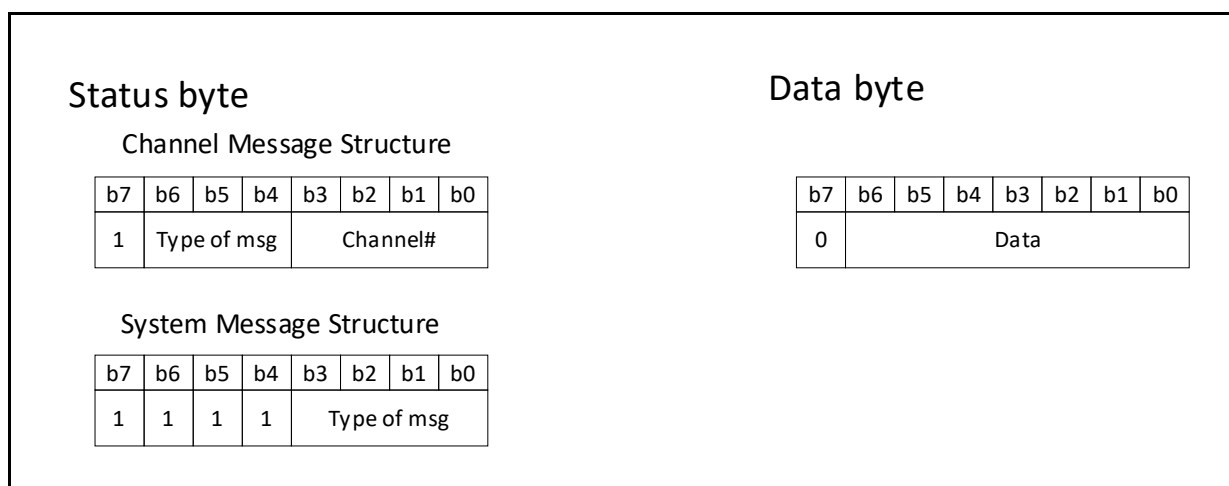 Status byte
Channel Message Structure
b7 b6 b5 b4 b3 b2 b1 b0
1 Type of msg Channel#
System Message Structure
b7 b6 b5 b4 b3 b2 b1 b0
1 1 1 1 Type of msg
Data byte
b7 b6 b5 b4 b3 b2 b1 b0
0 Data